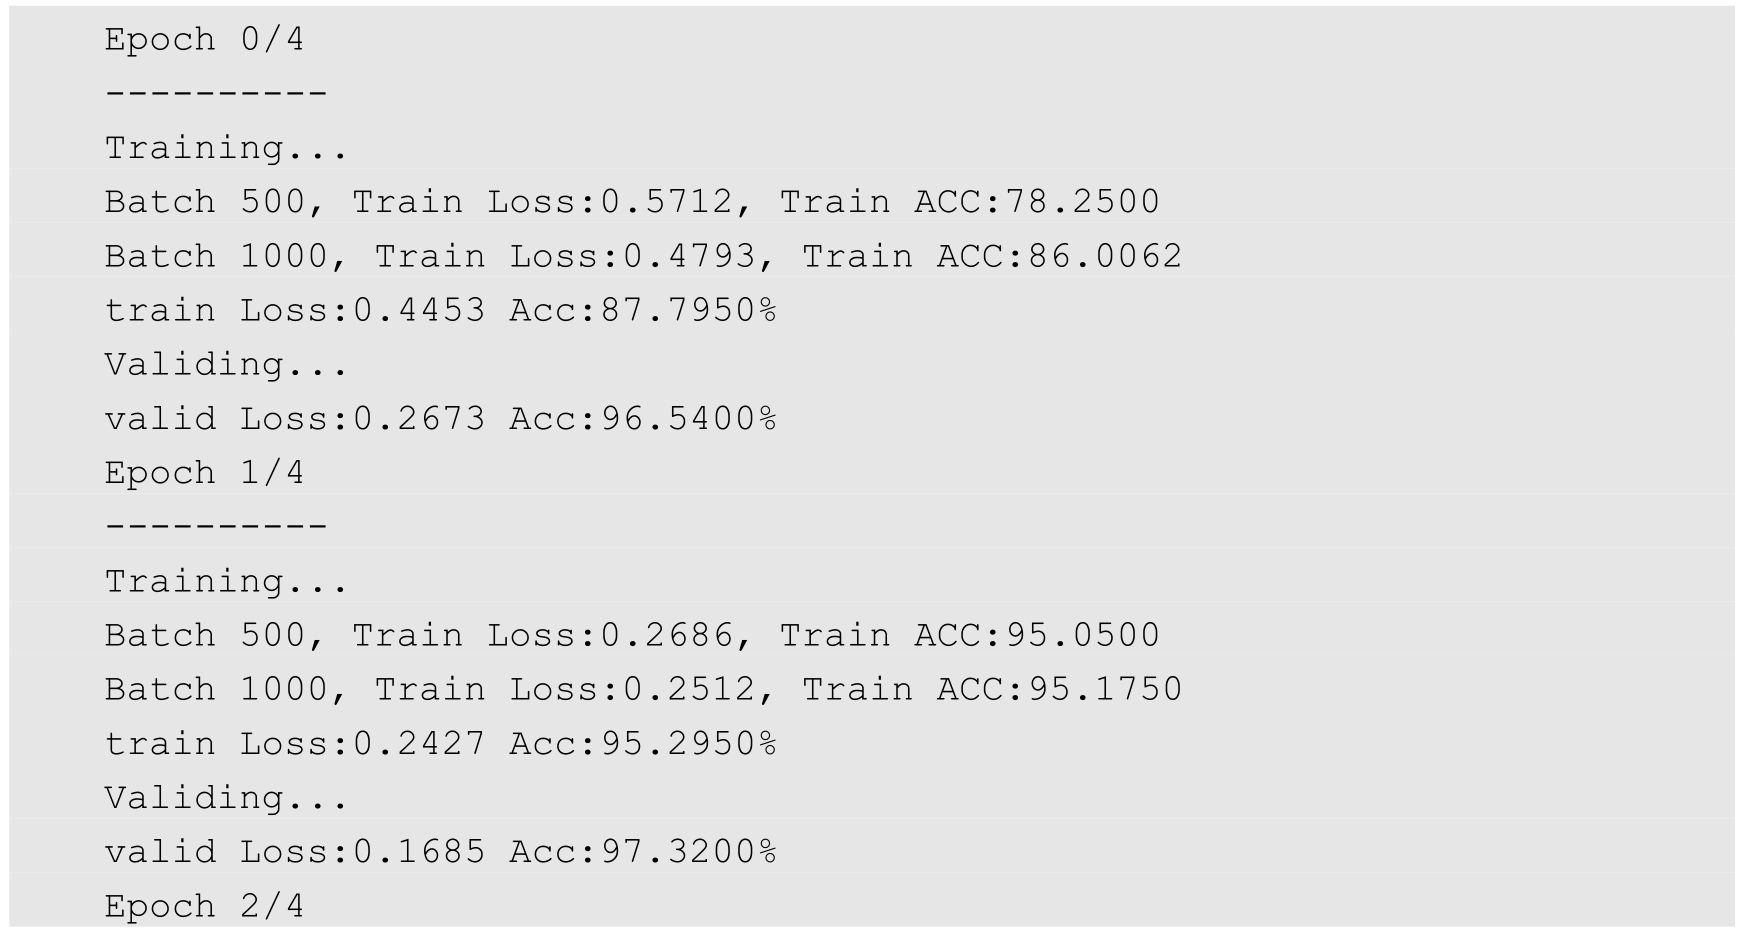 Epoch 0/4
----------
Training...
Batch 500, Train Loss:0.5712, Train ACC:78.2500
Batch 1000, Train Loss:0.4793, Train ACC:86.0062
train Loss:0.4453 Acc:87.7950%
Validing...
valid Loss:0.2673 Acc:96.5400%
Epoch 1/4
----------
Training...
Batch 500, Train Loss:0.2686, Train ACC:95.0500
Batch 1000, Train Loss:0.2512, Train ACC:95.1750
train Loss:0.2427 Acc:95.2950%
Validing...
valid Loss:0.1685 Acc:97.3200%
Epoch 2/4